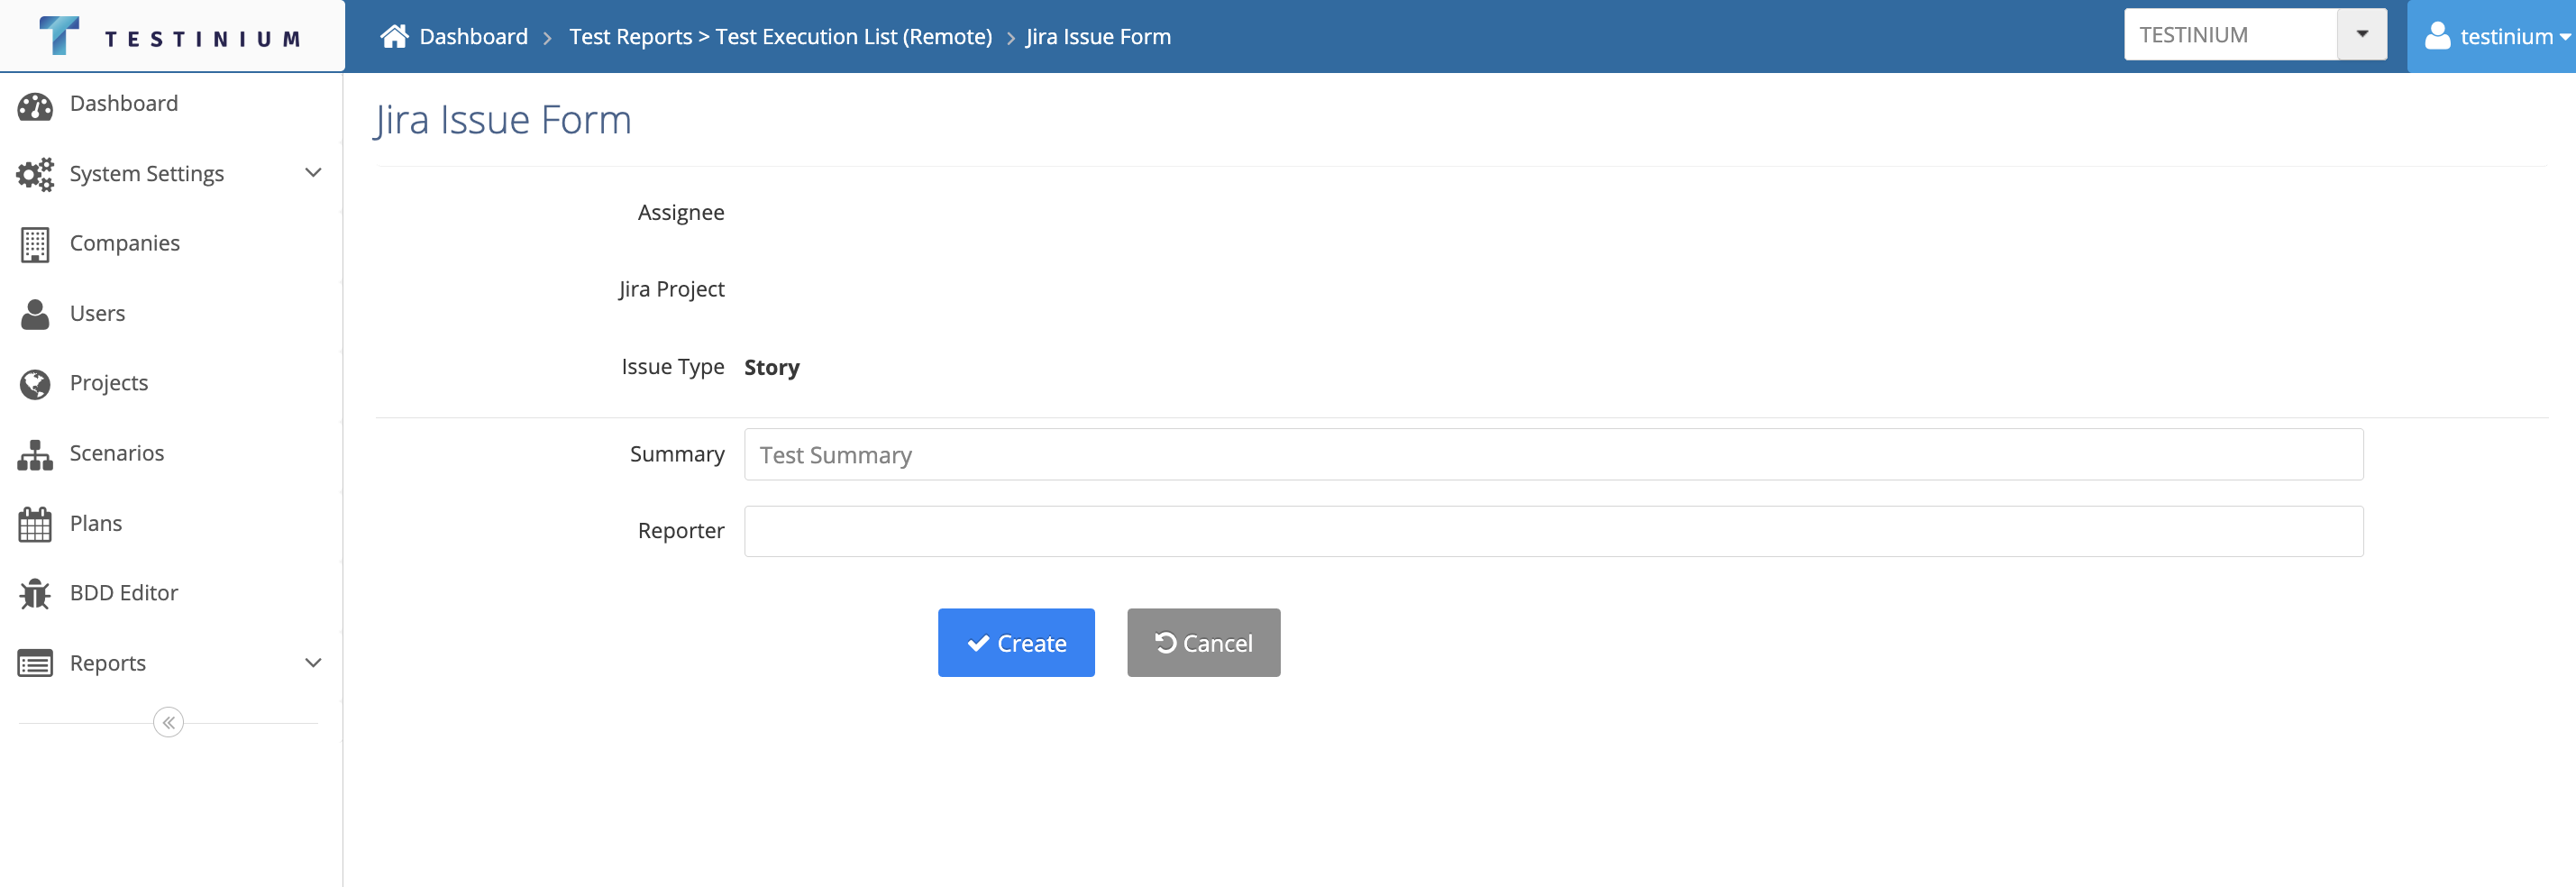 TESTINIUM
Dashboard > Test Reports > Test Execution List (Remote) > Jira Issue Form
TESTINIUM
testinium
Dashboard
System Settings
Companies
Users
Projects
Scenarios
Plans
BDD Editor
Reports
Jira Issue Form
Assignee
Jira Project
Issue Type Story
Summary Test Summary
Reporter
Create
Cancel